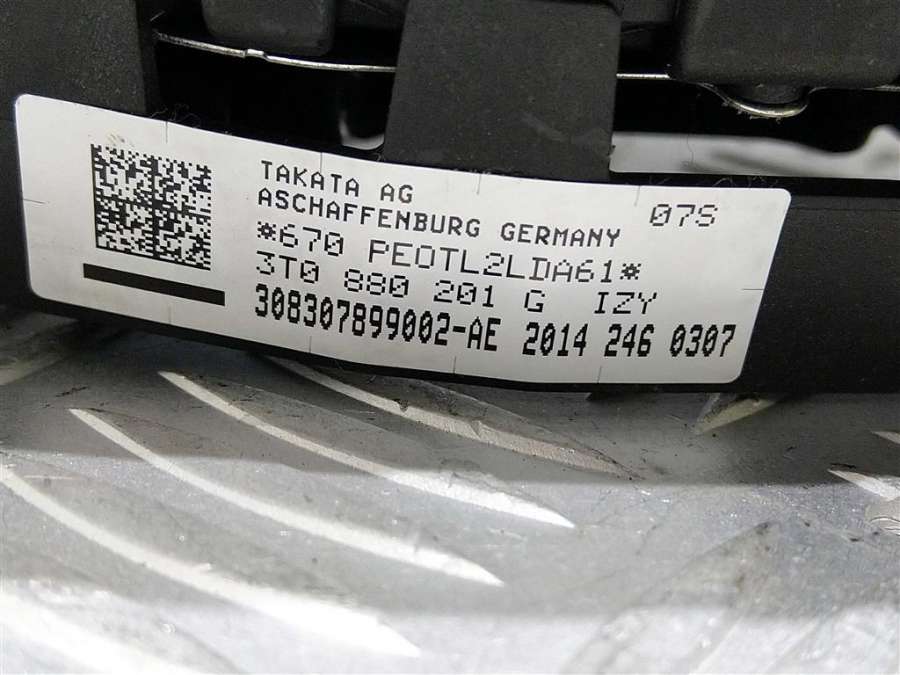 TAKATA AG
ASCHAFFENBURG GERMANY 07S
*670 PEOTL2LDA61*
3T0 880 201 G IZY
308307899002-AE 2014 246 0307